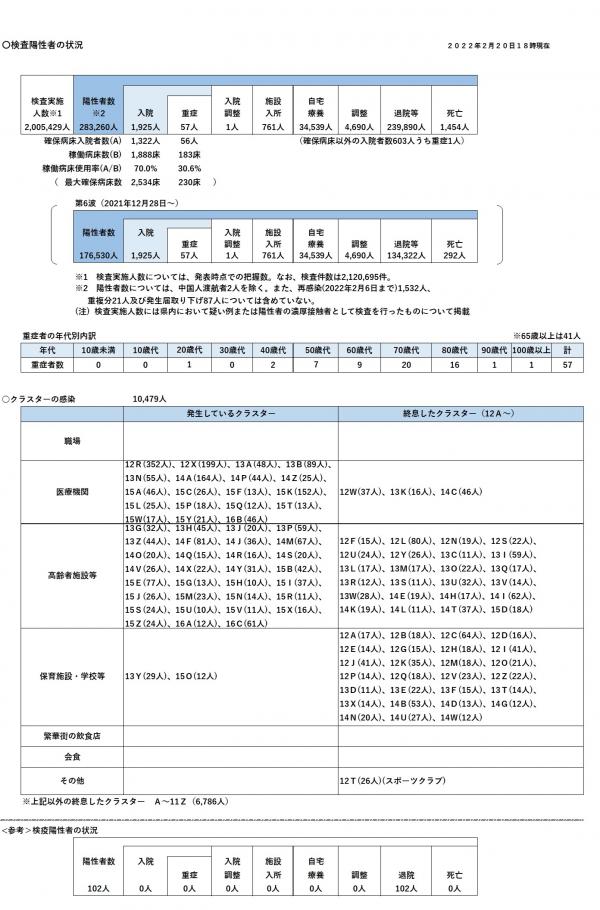 〇検査陽性者の状況
２０２２年２月２０日１８時現在
検査実施人数※1 陽性者数※2 入院 重症 入院調整 施設入所 自宅療養 調整 退院等 死亡
2,005,429人 283,260人 1,925人 57人 1人 761人 34,539人 4,690人 239,890人 1,454人
確保病床入院者数(A) 1,322人 56人 （確保病床以外の入院者数603人うち重症1人）
稼働病床数(B) 1,888床 183床
稼働病床使用率(A/B) 70.0% 30.6%
（ 最大確保病床数 2,534床 230床 ）
第6波（2021年12月28日～）
陽性者数 入院 重症 入院調整 施設入所 自宅療養 調整 退院等 死亡
176,530人 1,925人 57人 1人 761人 34,539人 4,690人 134,322人 292人
※1 検査実施人数については、発表時点での把握数。なお、検査件数は2,120,695件。
※2 陽性者数については、中国人渡航者2人を除く。また、再感染(2022年2月6日まで)1,532人、
重複分21人及び発生届取り下げ87人については含めていない。
（注）検査実施人数には県内において疑い例または陽性者の濃厚接触者として検査を行ったものについて掲載
重症者の年代別内訳 ※65歳以上は41人
年代 10歳未満 10歳代 20歳代 30歳代 40歳代 50歳代 60歳代 70歳代 80歳代 90歳代 100歳以上 計
重症者数 0 0 1 0 2 7 9 20 16 1 1 57
〇クラスターの感染 10,479人
発生しているクラスター 終息したクラスター（12Ａ～）
職場
医療機関
12Ｒ(352人)、12Ｘ(199人)、13Ａ(48人)、13Ｂ(89人)、
13Ｎ(55人)、14Ａ(164人)、14Ｐ(44人)、14Ｚ(25人)、
15Ａ(46人)、15Ｃ(26人)、15Ｆ(13人)、15Ｋ(152人)、
15Ｌ(25人)、15Ｐ(18人)、15Ｑ(12人)、15Ｔ(13人)、
15W(17人)、15Ｙ(21人)、16Ｂ(46人)
12W(37人)、13Ｋ(16人)、14Ｃ(46人)
高齢者施設等
13Ｇ(32人)、13Ｈ(45人)、13Ｊ(20人)、13Ｐ(59人)、
13Ｚ(44人)、14Ｆ(81人)、14Ｊ(36人)、14Ｍ(67人)、
14Ｏ(20人)、14Ｑ(15人)、14Ｒ(16人)、14Ｓ(20人)、
14Ｖ(26人)、14Ｘ(22人)、14Ｙ(31人)、15Ｂ(42人)、
15Ｅ(77人)、15Ｇ(13人)、15Ｈ(10人)、15Ｉ(37人)、
15Ｊ(26人)、15Ｍ(23人)、15Ｎ(14人)、15Ｒ(11人)、
15Ｓ(24人)、15Ｕ(10人)、15Ｖ(11人)、15Ｘ(16人)、
15Ｚ(24人)、16Ａ(12人)、16Ｃ(61人)
12Ｆ(15人)、12Ｌ(80人)、12Ｎ(19人)、12Ｓ(22人)、
12Ｕ(24人)、12Ｙ(26人)、13Ｃ(11人)、13Ｉ(59人)、
13Ｌ(17人)、13Ｍ(17人)、13Ｏ(22人)、13Ｑ(17人)、
13Ｒ(12人)、13Ｓ(11人)、13Ｕ(32人)、13Ｖ(14人)、
13W(28人)、14Ｅ(19人)、14Ｈ(17人)、14Ｉ(62人)、
14Ｋ(19人)、14Ｌ(11人)、14Ｔ(37人)、15Ｄ(18人)
保育施設・学校等
13Ｙ(29人)、15Ｏ(12人)
12Ａ(17人)、12Ｂ(18人)、12Ｃ(64人)、12Ｄ(16人)、
12Ｅ(14人)、12Ｇ(15人)、12Ｈ(18人)、12Ｉ(41人)、
12Ｊ(41人)、12Ｋ(35人)、12Ｍ(18人)、12Ｏ(21人)、
12Ｐ(14人)、12Ｑ(18人)、12Ｖ(23人)、12Ｚ(22人)、
13Ｄ(11人)、13Ｅ(22人)、13Ｆ(15人)、13Ｔ(14人)、
13Ｘ(14人)、14Ｂ(53人)、14Ｄ(13人)、14Ｇ(12人)、
14Ｎ(20人)、14Ｕ(27人)、14W(12人)
繁華街の飲食店
会食
その他 12Ｔ(26人)(スポーツクラブ)
※上記以外の終息したクラスター Ａ～11Ｚ（6,786人）
<参考>検疫陽性者の状況
陽性者数 入院 重症 入院調整 施設入所 自宅療養 調整 退院 死亡
102人 0人 0人 0人 0人 0人 0人 102人 0人